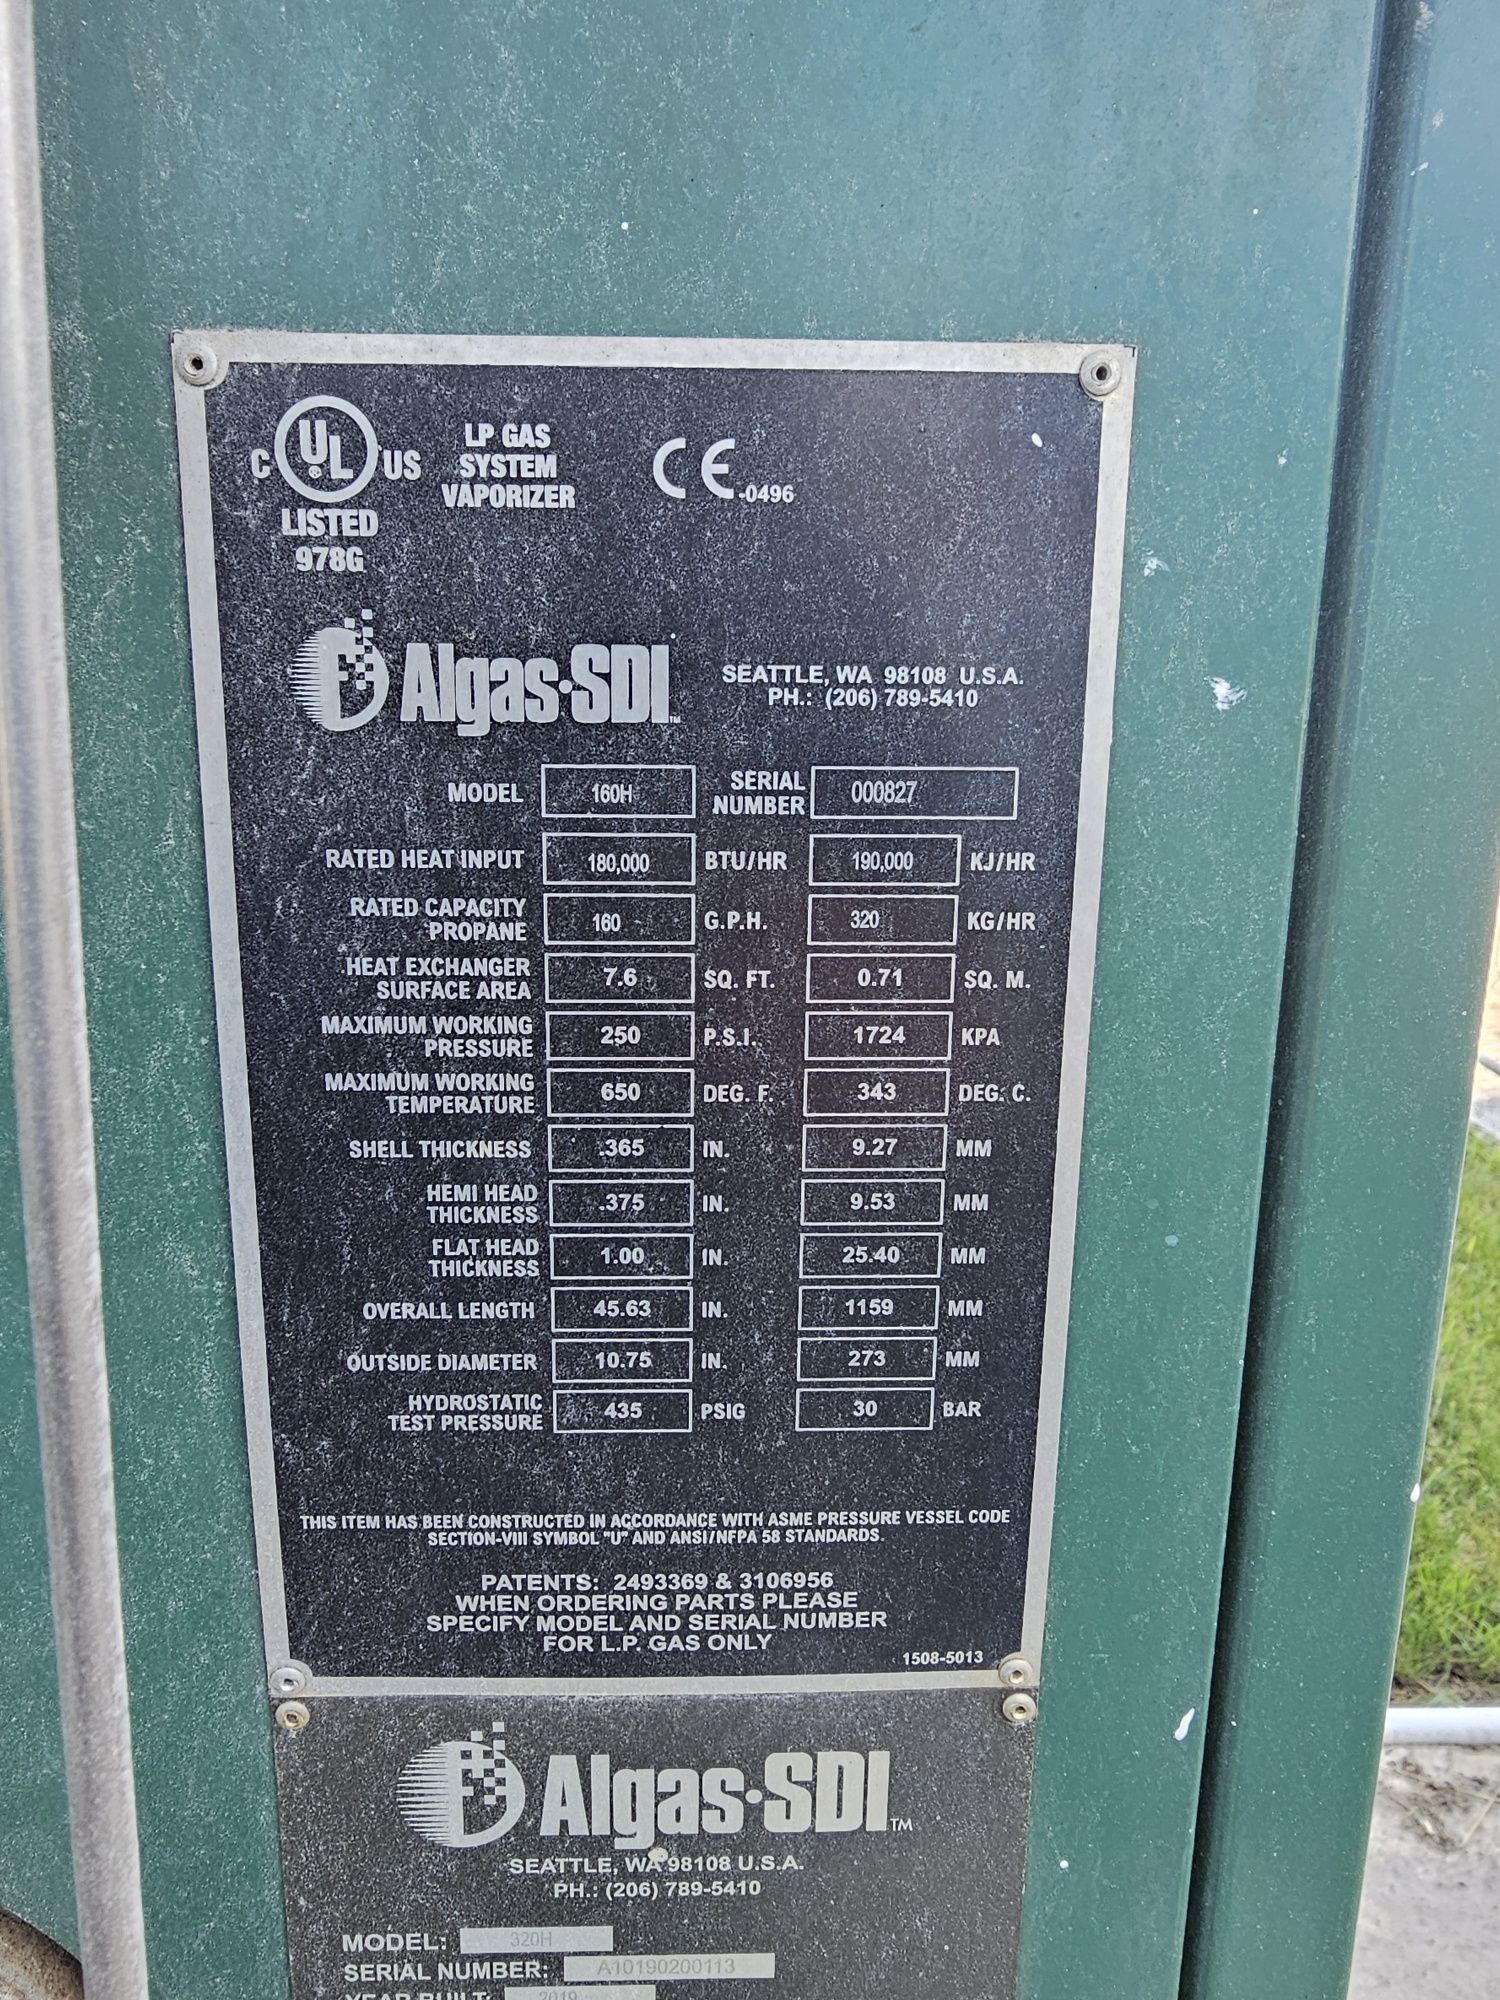 C UL US
LISTED
978G
LP GAS
SYSTEM
VAPORIZER
CE-0496
Algas·SDI™
SEATTLE, WA 98108 U.S.A.
PH.: (206) 789-5410
MODEL 160H SERIAL NUMBER 000827
RATED HEAT INPUT 180,000 BTU/HR 190,000 KJ/HR
RATED CAPACITY
PROPANE 160 G.P.H. 320 KG/HR
HEAT EXCHANGER
SURFACE AREA 7.6 SQ. FT. 0.71 SQ. M.
MAXIMUM WORKING
PRESSURE 250 P.S.I. 1724 KPA
MAXIMUM WORKING
TEMPERATURE 650 DEG. F. 343 DEG. C.
SHELL THICKNESS .365 IN. 9.27 MM
HEMI HEAD
THICKNESS .375 IN. 9.53 MM
FLAT HEAD
THICKNESS 1.00 IN. 25.40 MM
OVERALL LENGTH 45.63 IN. 1159 MM
OUTSIDE DIAMETER 10.75 IN. 273 MM
HYDROSTATIC
TEST PRESSURE 435 PSIG 30 BAR
THIS ITEM HAS BEEN CONSTRUCTED IN ACCORDANCE WITH ASME PRESSURE VESSEL CODE
SECTION-VIII SYMBOL "U" AND ANSI/NFPA 58 STANDARDS.
PATENTS: 2493369 & 3106956
WHEN ORDERING PARTS PLEASE
SPECIFY MODEL AND SERIAL NUMBER
FOR L.P. GAS ONLY
1508-5013
Algas·SDI™
SEATTLE, WA 98108 U.S.A.
PH.: (206) 789-5410
MODEL: 320H
SERIAL NUMBER: A10190200113
YEAR BUILT: 2019